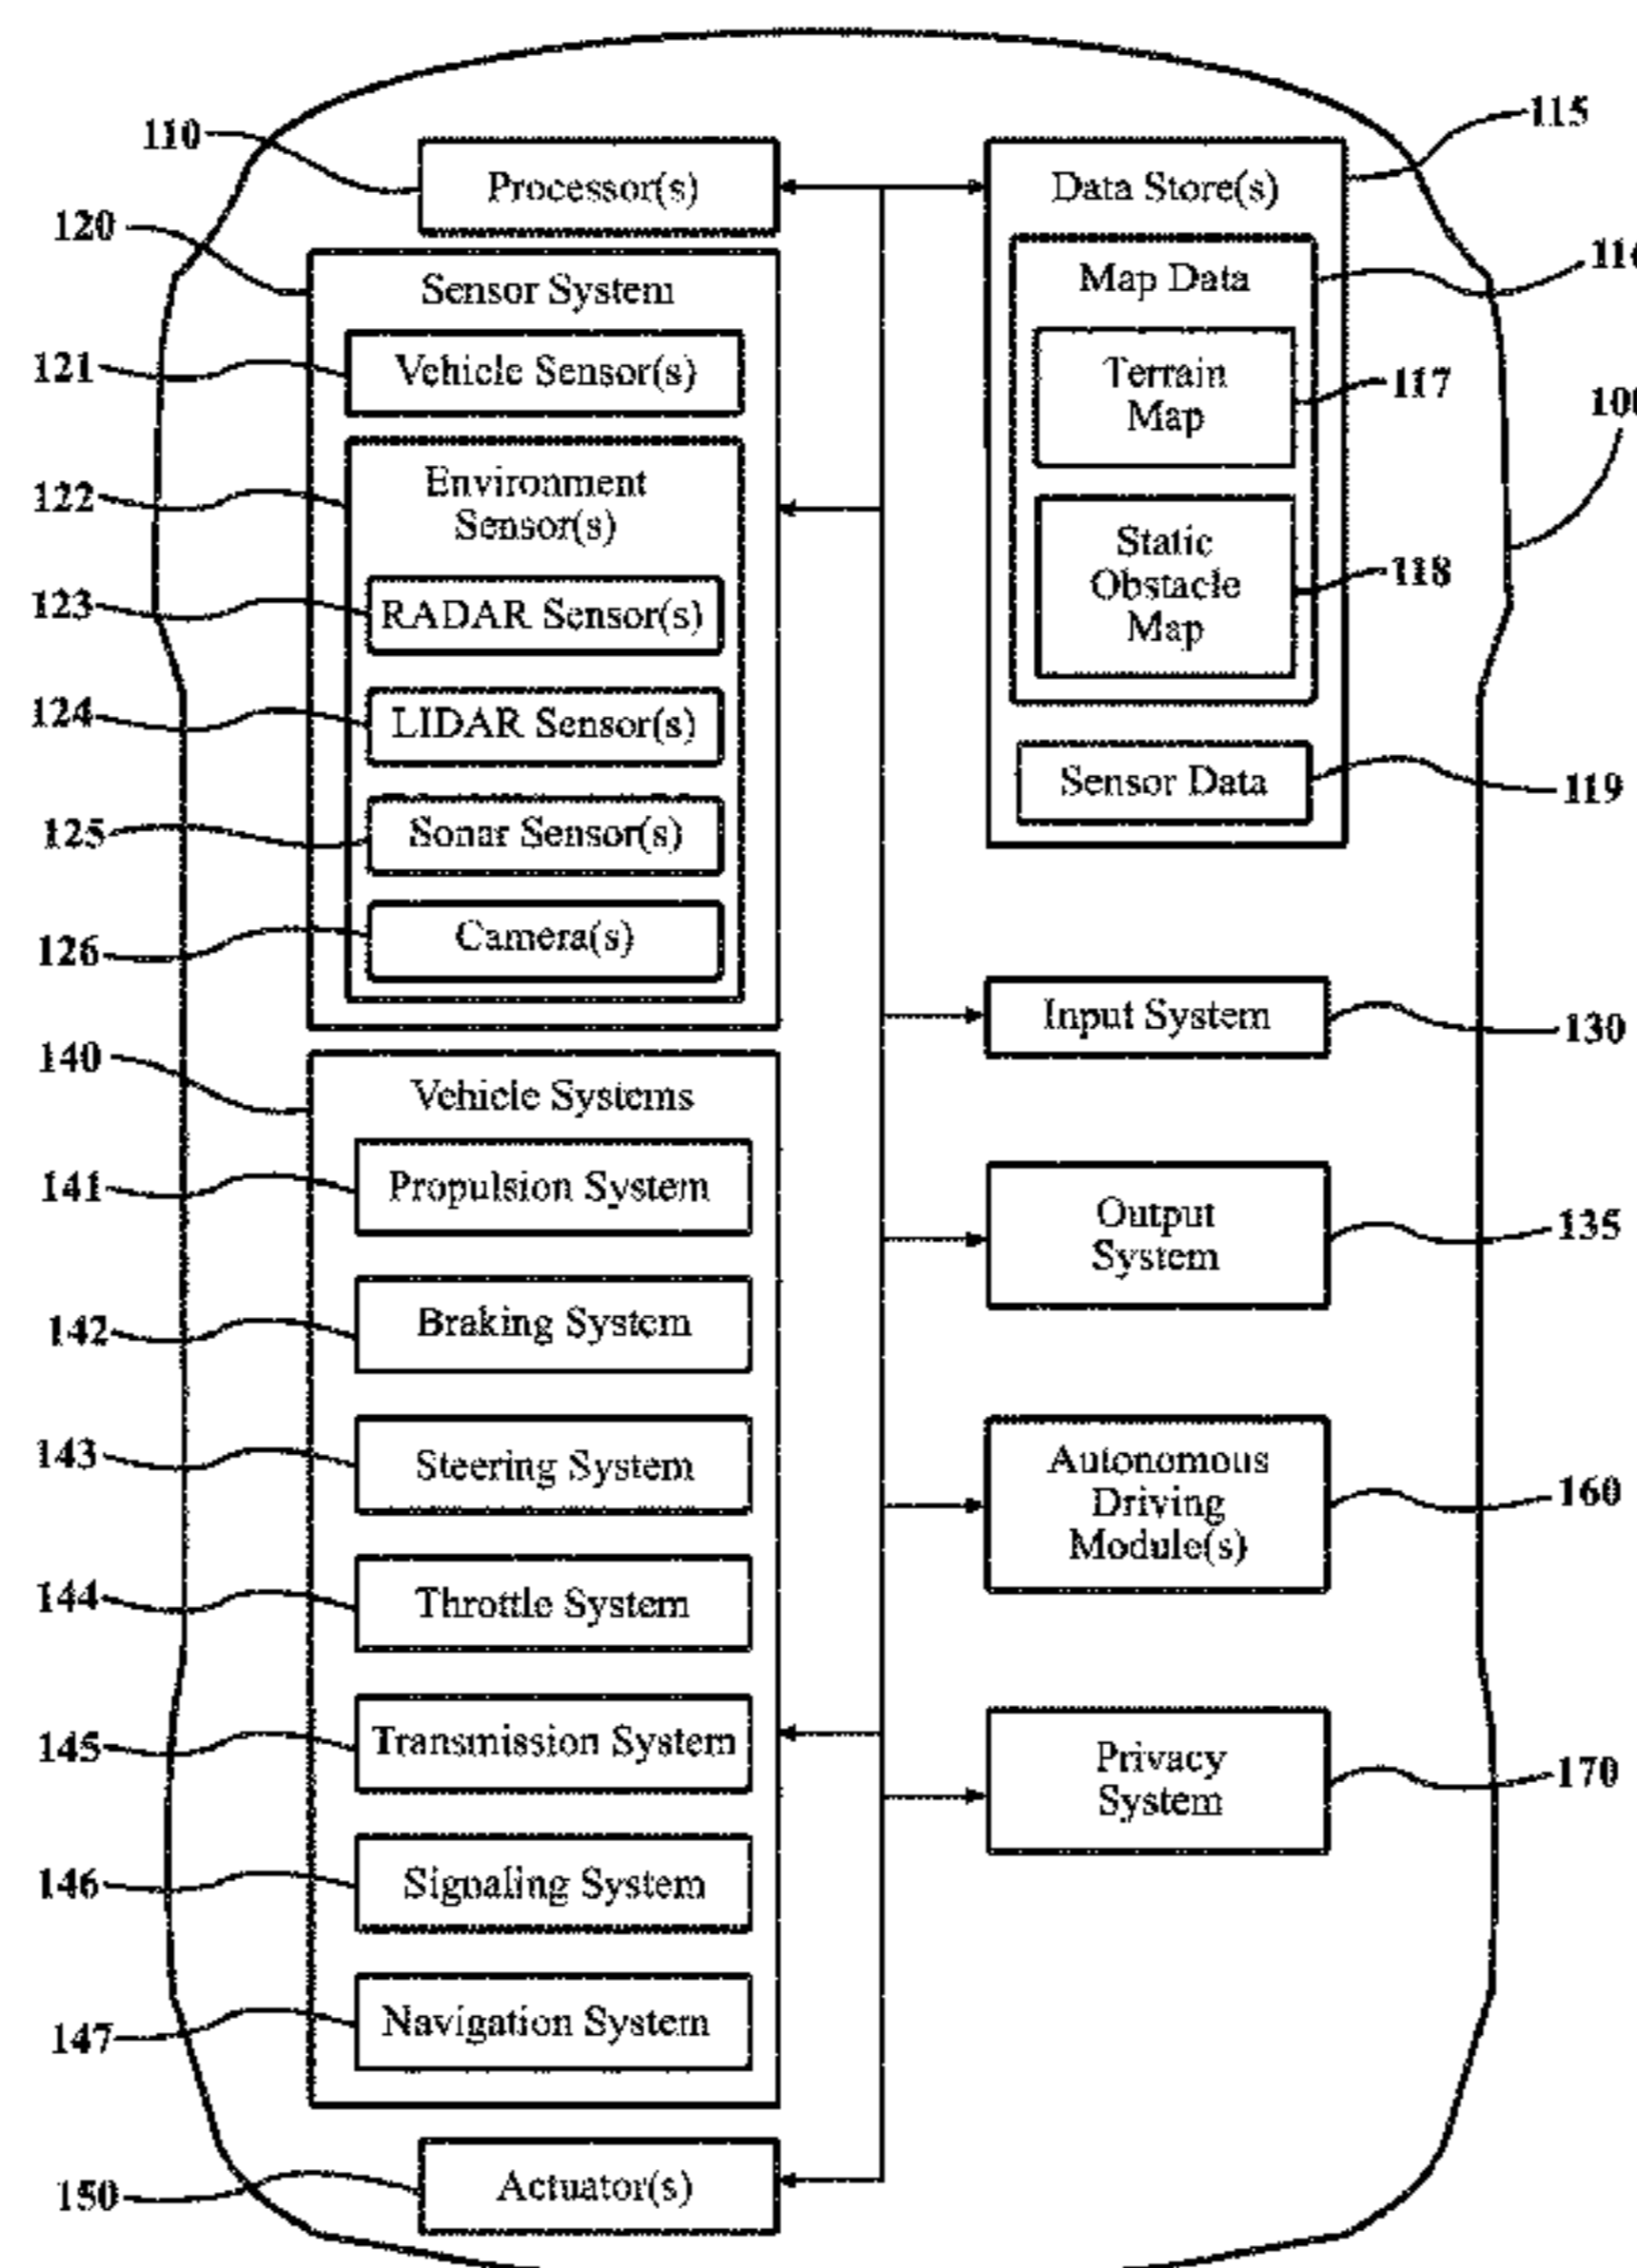 110
Processor(s)
120
Sensor System
121
Vehicle Sensor(s)
122
Environment
Sensor(s)
123
RADAR Sensor(s)
124
LIDAR Sensor(s)
125
Sonar Sensor(s)
126
Camera(s)
140
Vehicle Systems
141
Propulsion System
142
Braking System
143
Steering System
144
Throttle System
145
Transmission System
146
Signaling System
147
Navigation System
150
Actuator(s)
115
Data Store(s)
Map Data
Terrain
Map
117
Static
Obstacle
Map
118
Sensor Data
119
Input System
130
Output
System
135
Autonomous
Driving
Module(s)
160
Privacy
System
170